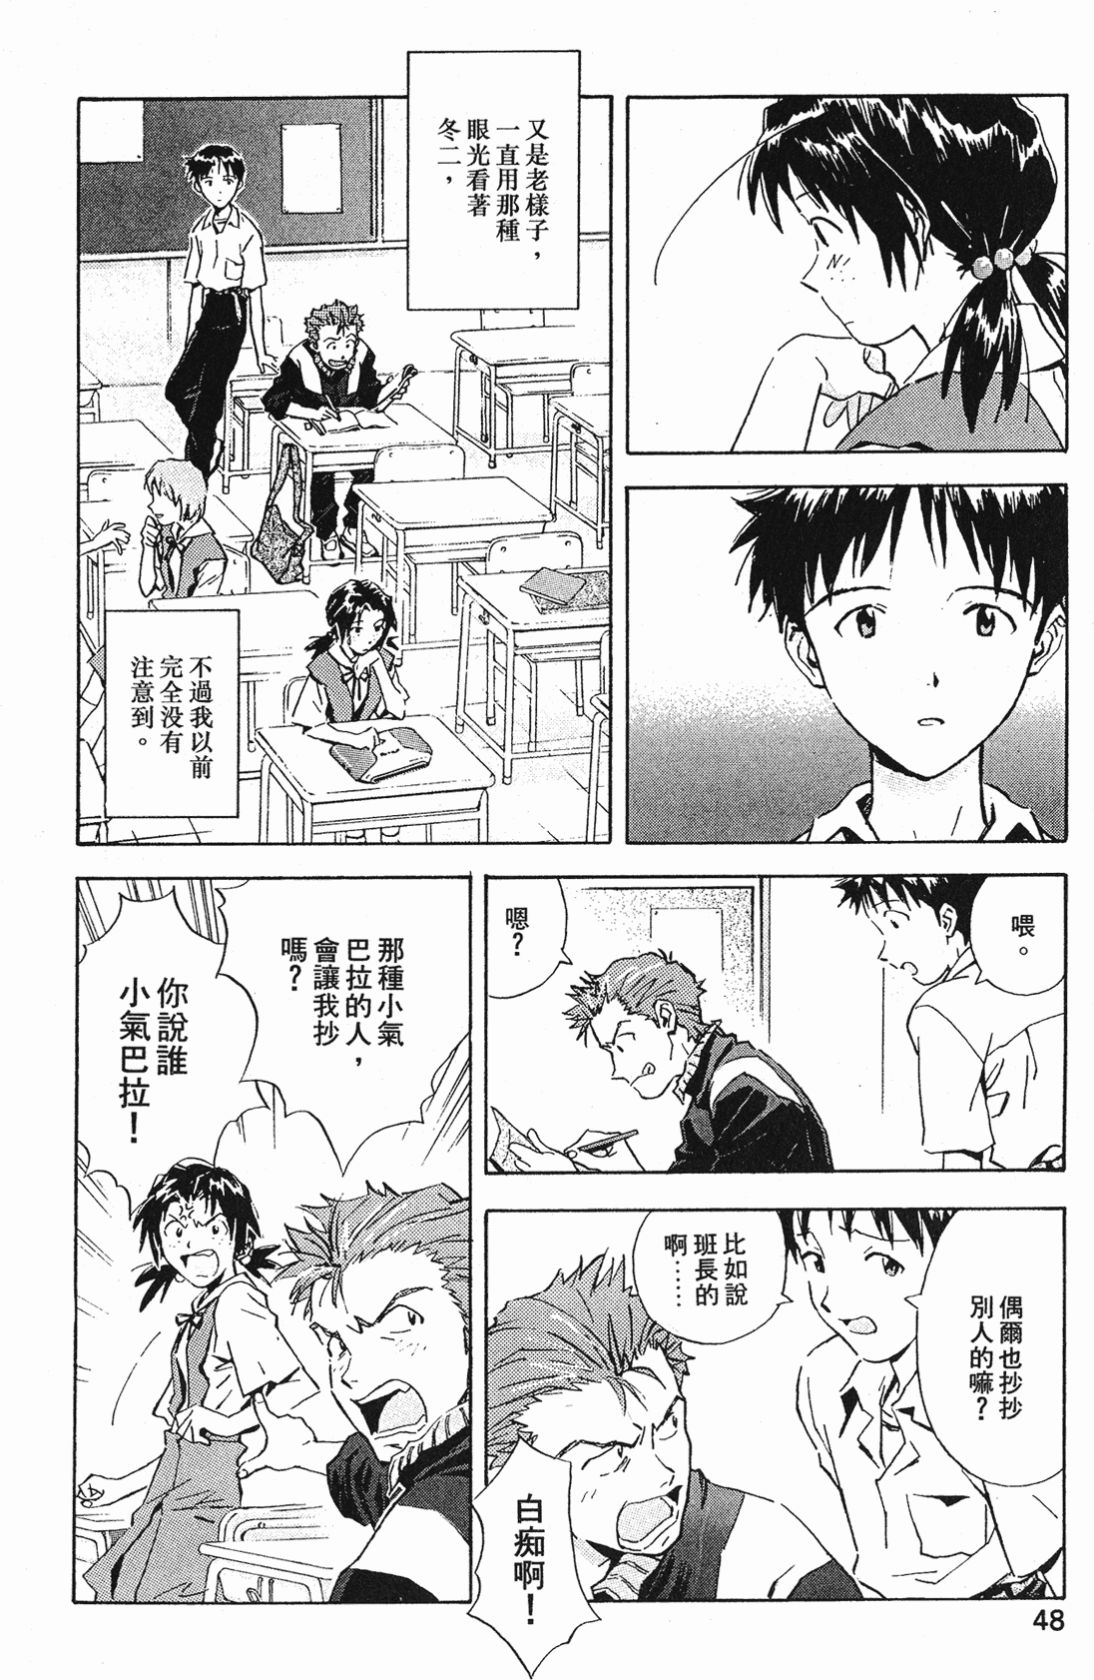 又是老樣子，
一直用那種
眼光看著
冬二，
不過我以前
完全沒有
注意到。
喂。
嗯？
偶爾也抄抄
別人的嘛？
比如說
班長的
啊……
白痴啊！
那種小氣
巴拉的人，
會讓我抄
嗎？
你說誰
小氣巴拉！
48